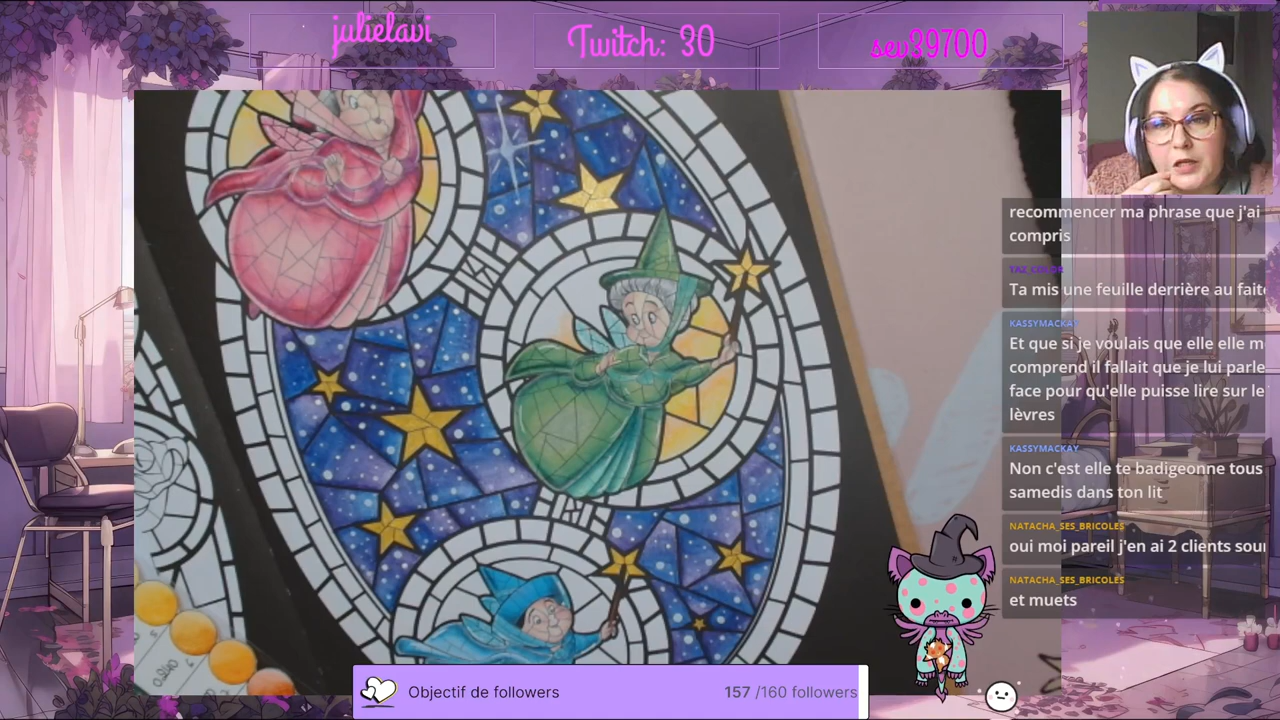 julielavi
Twitch: 30
sev39700
recommencer ma phrase que j'ai
compris
TAZ_COLOR
Ta mis une feuille derrière au faite
KASSYMACKAY
Et que si je voulais que elle elle m
comprend il fallait que je lui parle
face pour qu'elle puisse lire sur le
lèvres
KASSYMACKAY
Non c'est elle te badigeonne tous
samedis dans ton lit
NATACHA_SES_BRICOLES
oui moi pareil j'en ai 2 clients sour
NATACHA_SES_BRICOLES
et muets
Objectif de followers
157 /160 followers